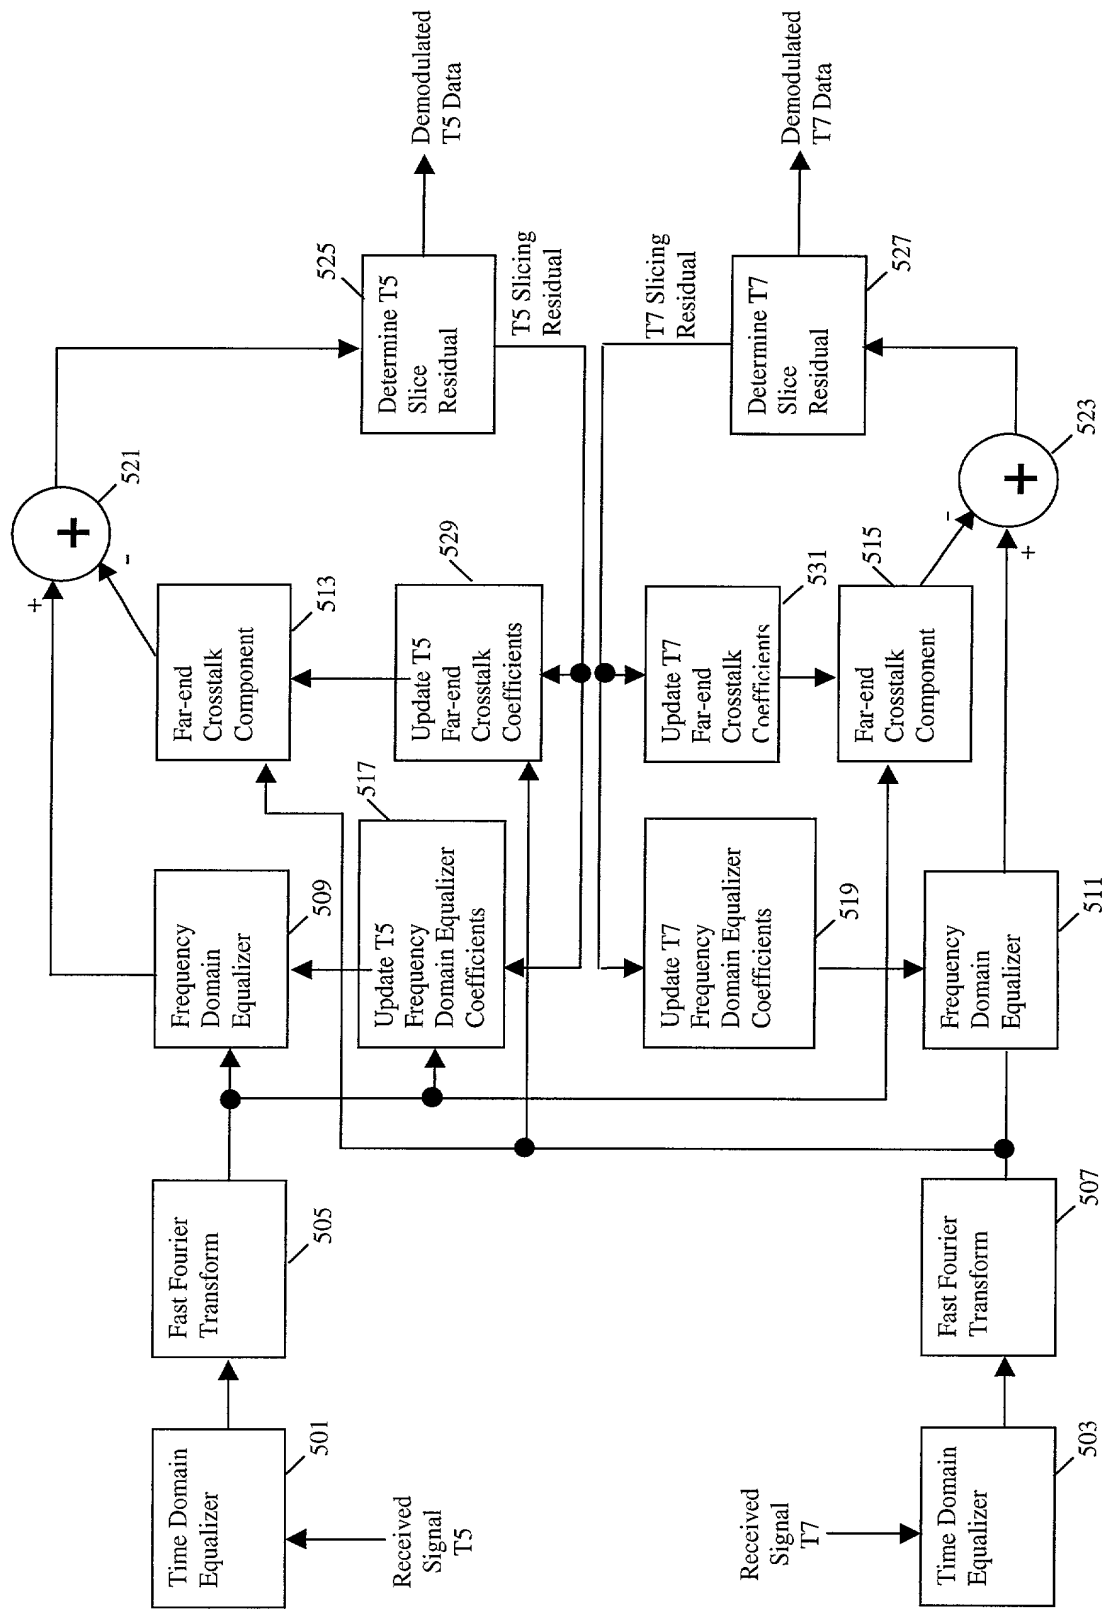 Time Domain
Equalizer
501
Received
Signal
T5
Fast Fourier
Transform
505
Frequency
Domain
Equalizer
509
Update T5
Frequency
Domain Equalizer
Coefficients
517
Far-end
Crosstalk
Component
513
Update T5
Far-end
Crosstalk
Coefficients
529
+
-
+
521
Determine T5
Slice
Residual
525
T5 Slicing
Residual
Demodulated
T5 Data
Received
Signal
T7
Time Domain
Equalizer
503
Fast Fourier
Transform
507
Update T7
Frequency
Domain Equalizer
Coefficients
519
Frequency
Domain
Equalizer
511
Update T7
Far-end
Crosstalk
Coefficients
531
Far-end
Crosstalk
Component
515
-
+
+
523
T7 Slicing
Residual
Determine T7
Slice
Residual
527
Demodulated
T7 Data